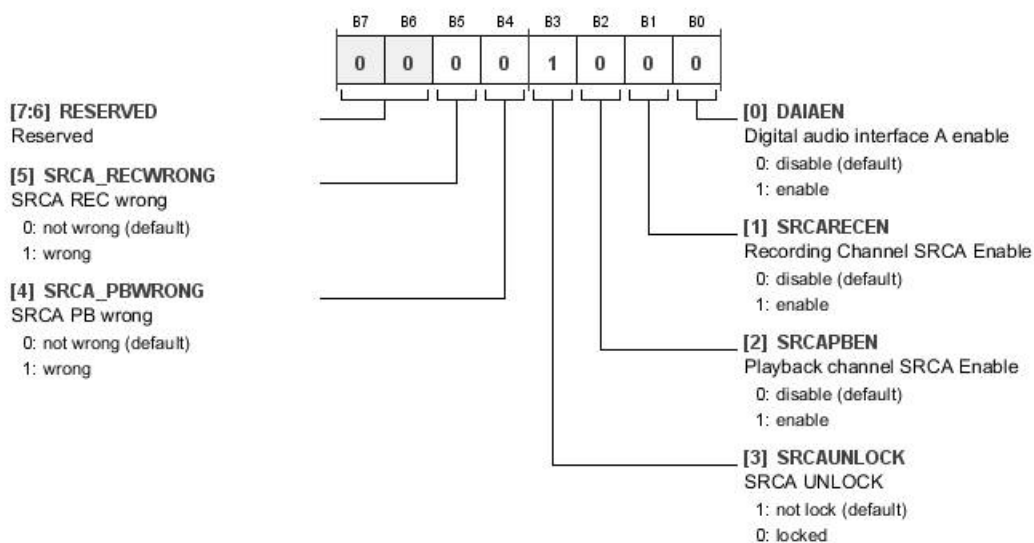 B7 B6 B5 B4 B3 B2 B1 B0
0 0 0 0 1 0 0 0
[7:6] RESERVED
Reserved
[5] SRCA_RECWRONG
SRCA REC wrong
0: not wrong (default)
1: wrong
[4] SRCA_PBWRONG
SRCA PB wrong
0: not wrong (default)
1: wrong
[0] DAIAEN
Digital audio interface A enable
0: disable (default)
1: enable
[1] SRCARECEN
Recording Channel SRCA Enable
0: disable (default)
1: enable
[2] SRCAPBEN
Playback channel SRCA Enable
0: disable (default)
1: enable
[3] SRCAUNLOCK
SRCA UNLOCK
1: not lock (default)
0: locked